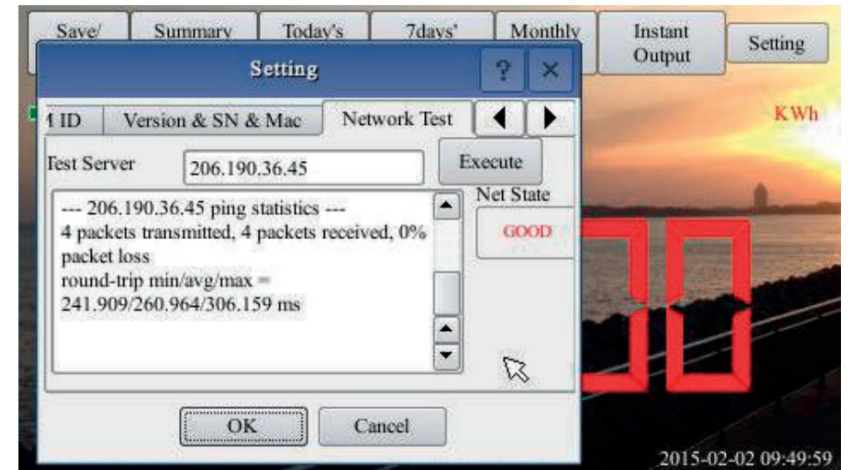 Save/
Summary
Today's
7days'
Monthly
Instant
Output
Setting
Setting
? ×
ID
Version & SN & Mac
Network Test
KWh
Test Server
206.190.36.45
Execute
Net State
GOOD
--- 206.190.36.45 ping statistics ---
4 packets transmitted, 4 packets received, 0%
packet loss
round-trip min/avg/max =
241.909/260.964/306.159 ms
OK
Cancel
2015-02-02 09:49:59